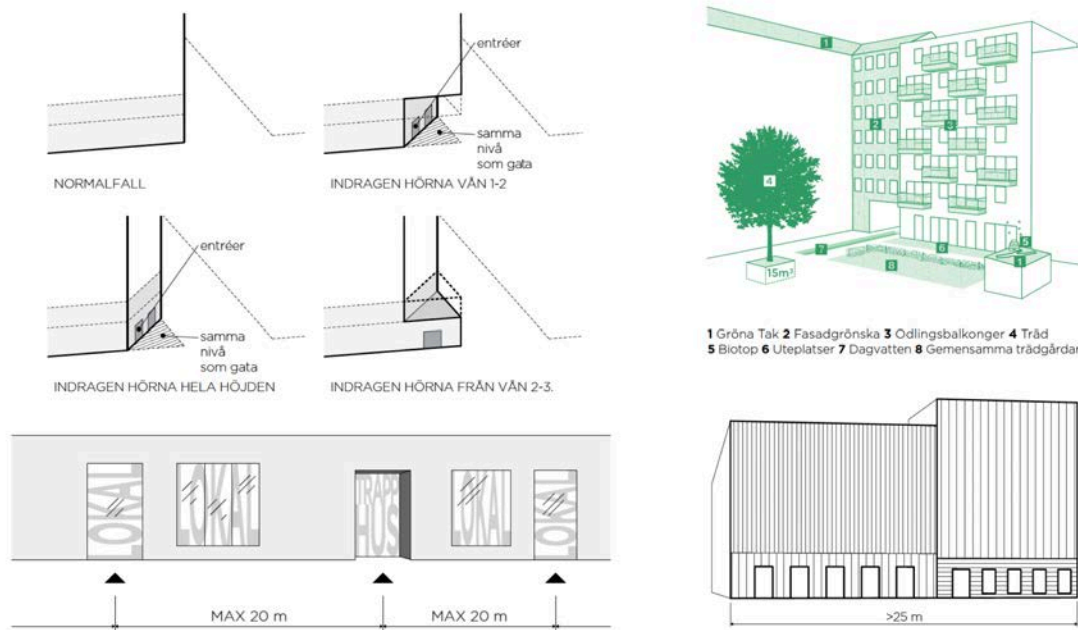 entréer
samma
nivå
som gata
NORMALFALL
INDRAGEN HÖRNA VÅN 1-2
entréer
samma
nivå
som gata
INDRAGEN HÖRNA HELA HÖJDEN
INDRAGEN HÖRNA FRÅN VÅN 2-3.
LOKAL
LOKAL
TRAPP
HUS
LOKAL
LOKAL
MAX 20 m
MAX 20 m
1
2
3
4
5
1
6
7
8
15m³
1 Gröna Tak 2 Fasadgrönska 3 Odlingsbalkonger 4 Träd
5 Biotop 6 Uteplatser 7 Dagvatten 8 Gemensamma trädgårdar
>25 m